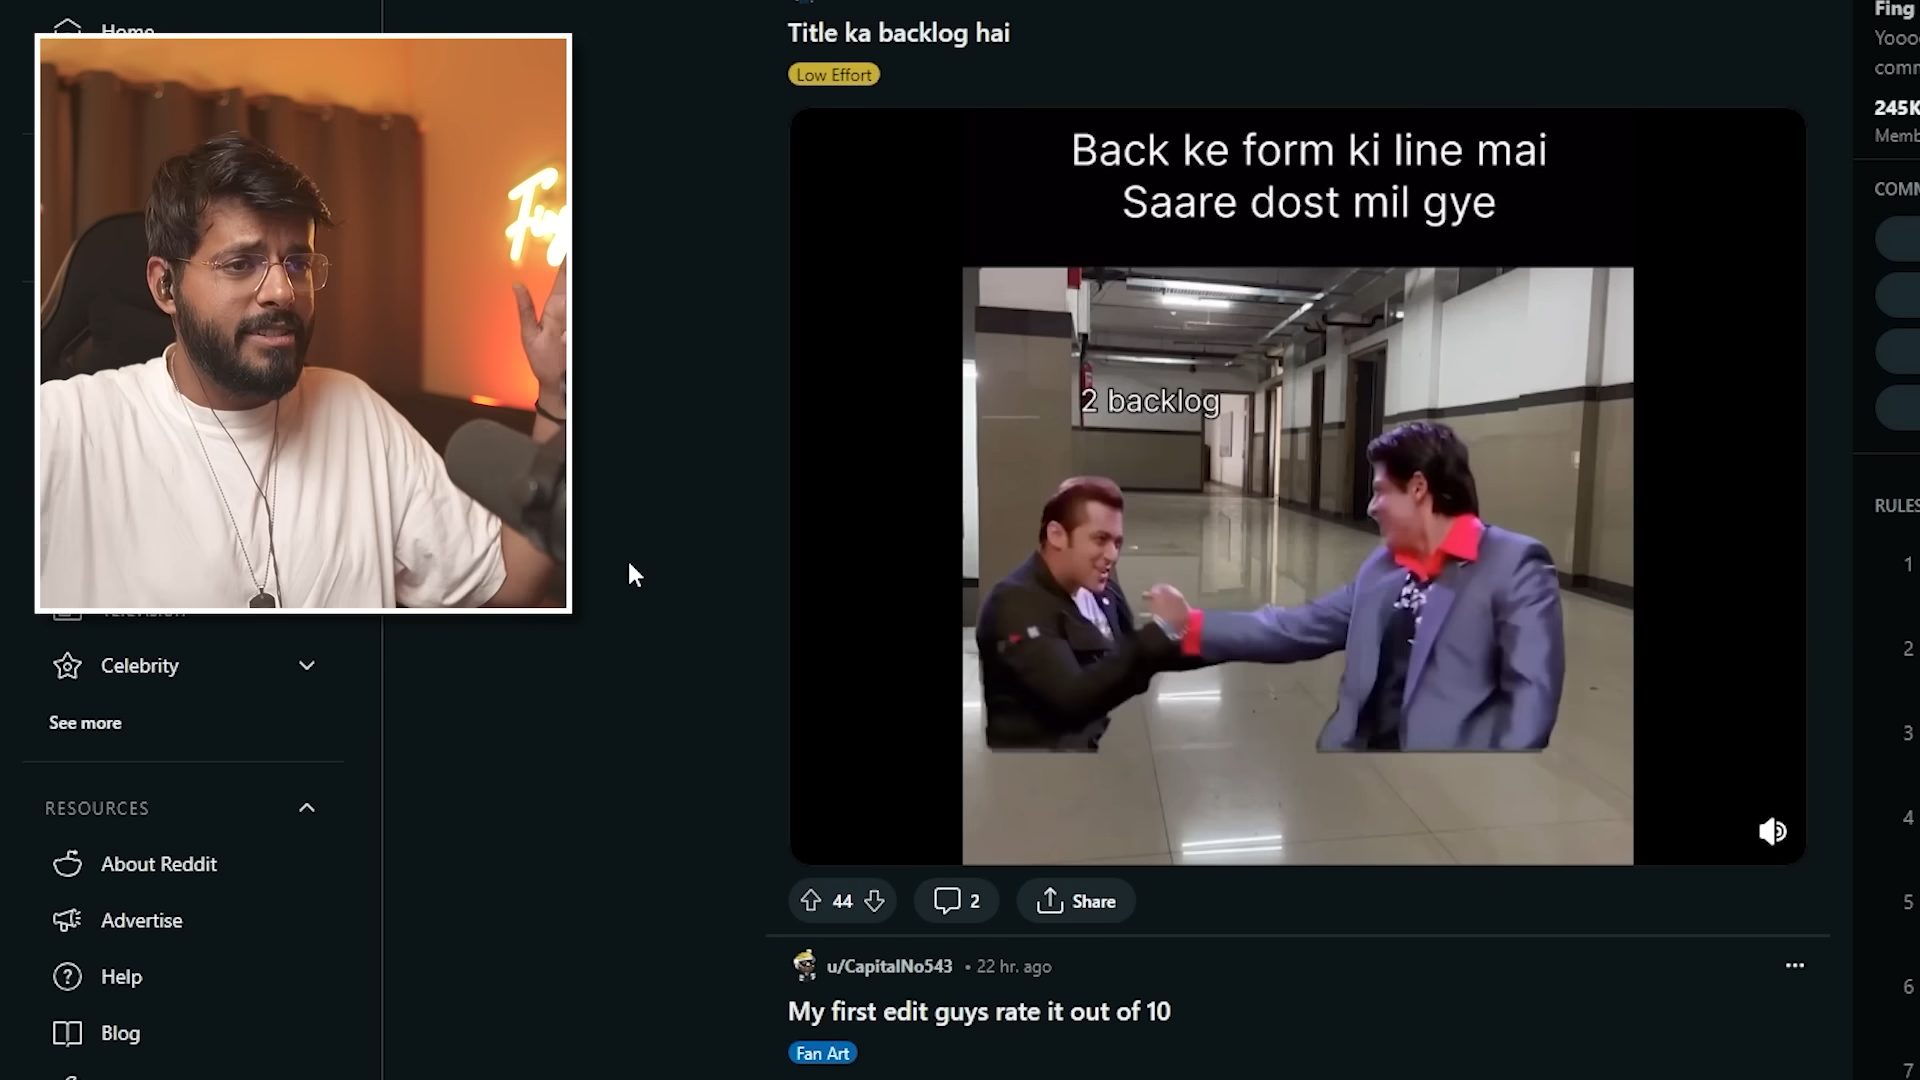 Home
Celebrity
See more
RESOURCES
About Reddit
Advertise
Help
Blog
Title ka backlog hai
Low Effort
Back ke form ki line mai
Saare dost mil gye
2 backlog
44
2
Share
u/CapitalNo543 • 22 hr. ago
My first edit guys rate it out of 10
Fan Art
Fing
245K
RULES
1
2
3
4
5
6
7